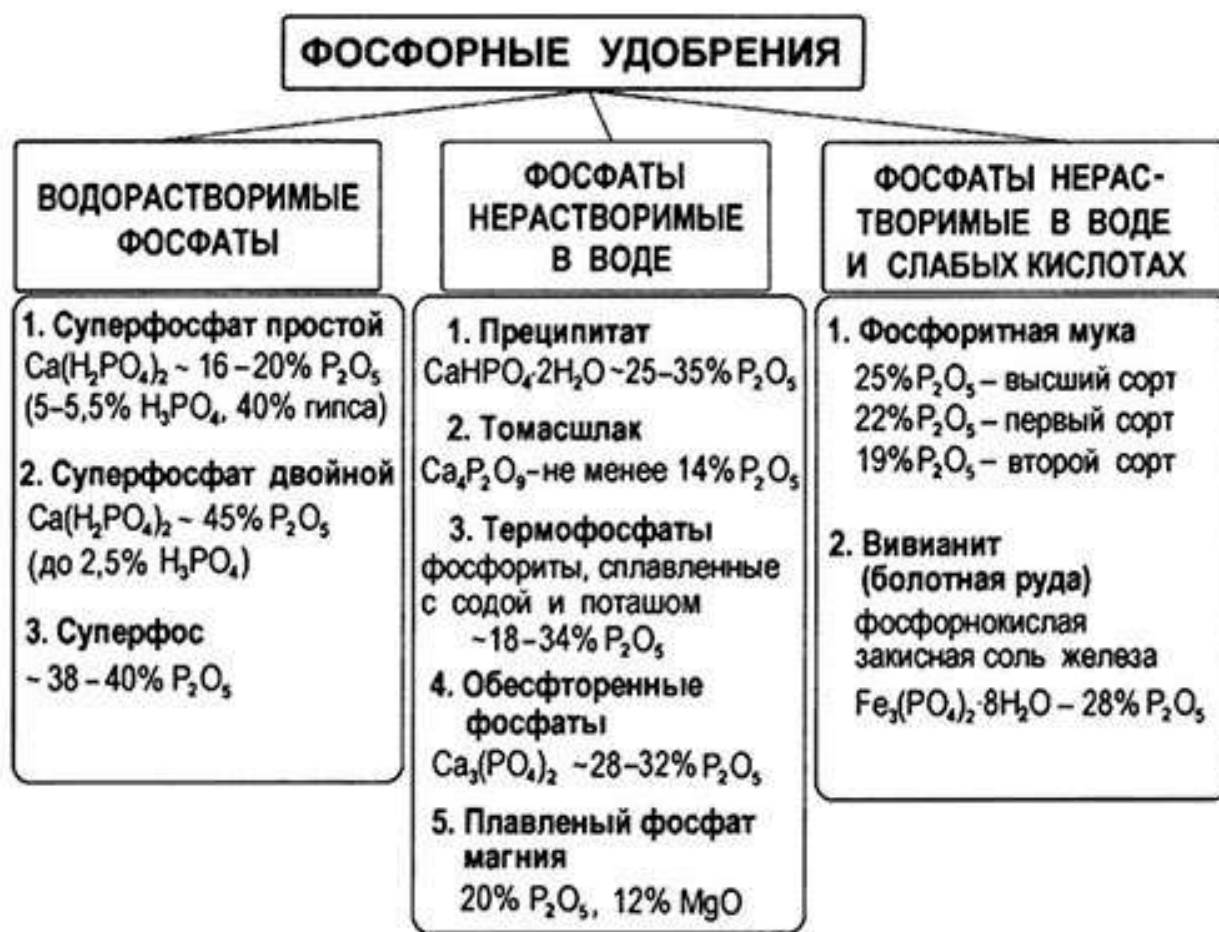 ФОСФОРНЫЕ УДОБРЕНИЯ
ВОДОРАСТВОРИМЫЕ
ФОСФАТЫ
1. Суперфосфат простой
Ca(H₂PO₄)₂ ~ 16 – 20% P₂O₅
(5–5,5% H₃PO₄, 40% гипса)
2. Суперфосфат двойной
Ca(H₂PO₄)₂ ~ 45% P₂O₅
(до 2,5% H₃PO₄)
3. Суперфос
~ 38 – 40% P₂O₅
ФОСФАТЫ
НЕРАСТВОРИМЫЕ
В ВОДЕ
1. Преципитат
CaHPO₄·2H₂O ~25–35% P₂O₅
2. Томасшлак
Ca₄P₂O₉–не менее 14% P₂O₅
3. Термофосфаты
фосфориты, сплавленные
с содой и поташом
~18–34% P₂O₅
4. Обесфторенные
фосфаты
Ca₃(PO₄)₂ ~28–32% P₂O₅
5. Плавленый фосфат
магния
20% P₂O₅, 12% MgO
ФОСФАТЫ НЕРАС-
ТВОРИМЫЕ В ВОДЕ
И СЛАБЫХ КИСЛОТАХ
1. Фосфоритная мука
25% P₂O₅ – высший сорт
22% P₂O₅ – первый сорт
19% P₂O₅ – второй сорт
2. Вивианит
(болотная руда)
фосфорнокислая
закисная соль железа
Fe₃(PO₄)₂·8H₂O – 28% P₂O₅